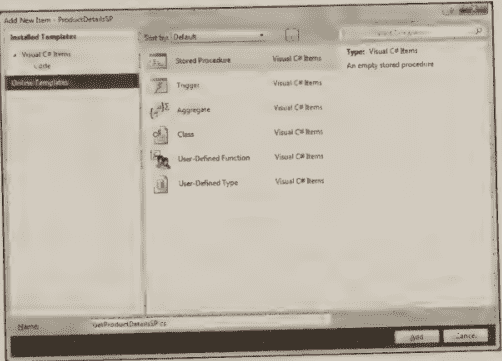 Add New Item - ProductDetailsSP
Installed Templates
Visual C# Items
Code
Online Templates
Sort by: Default
Stored Procedure Visual C# Items
Trigger Visual C# Items
Aggregate Visual C# Items
Class Visual C# Items
User-Defined Function Visual C# Items
User-Defined Type Visual C# Items
Type: Visual C# Items
An empty stored procedure
Name: GetProductDetailsSP.cs
Add Cancel